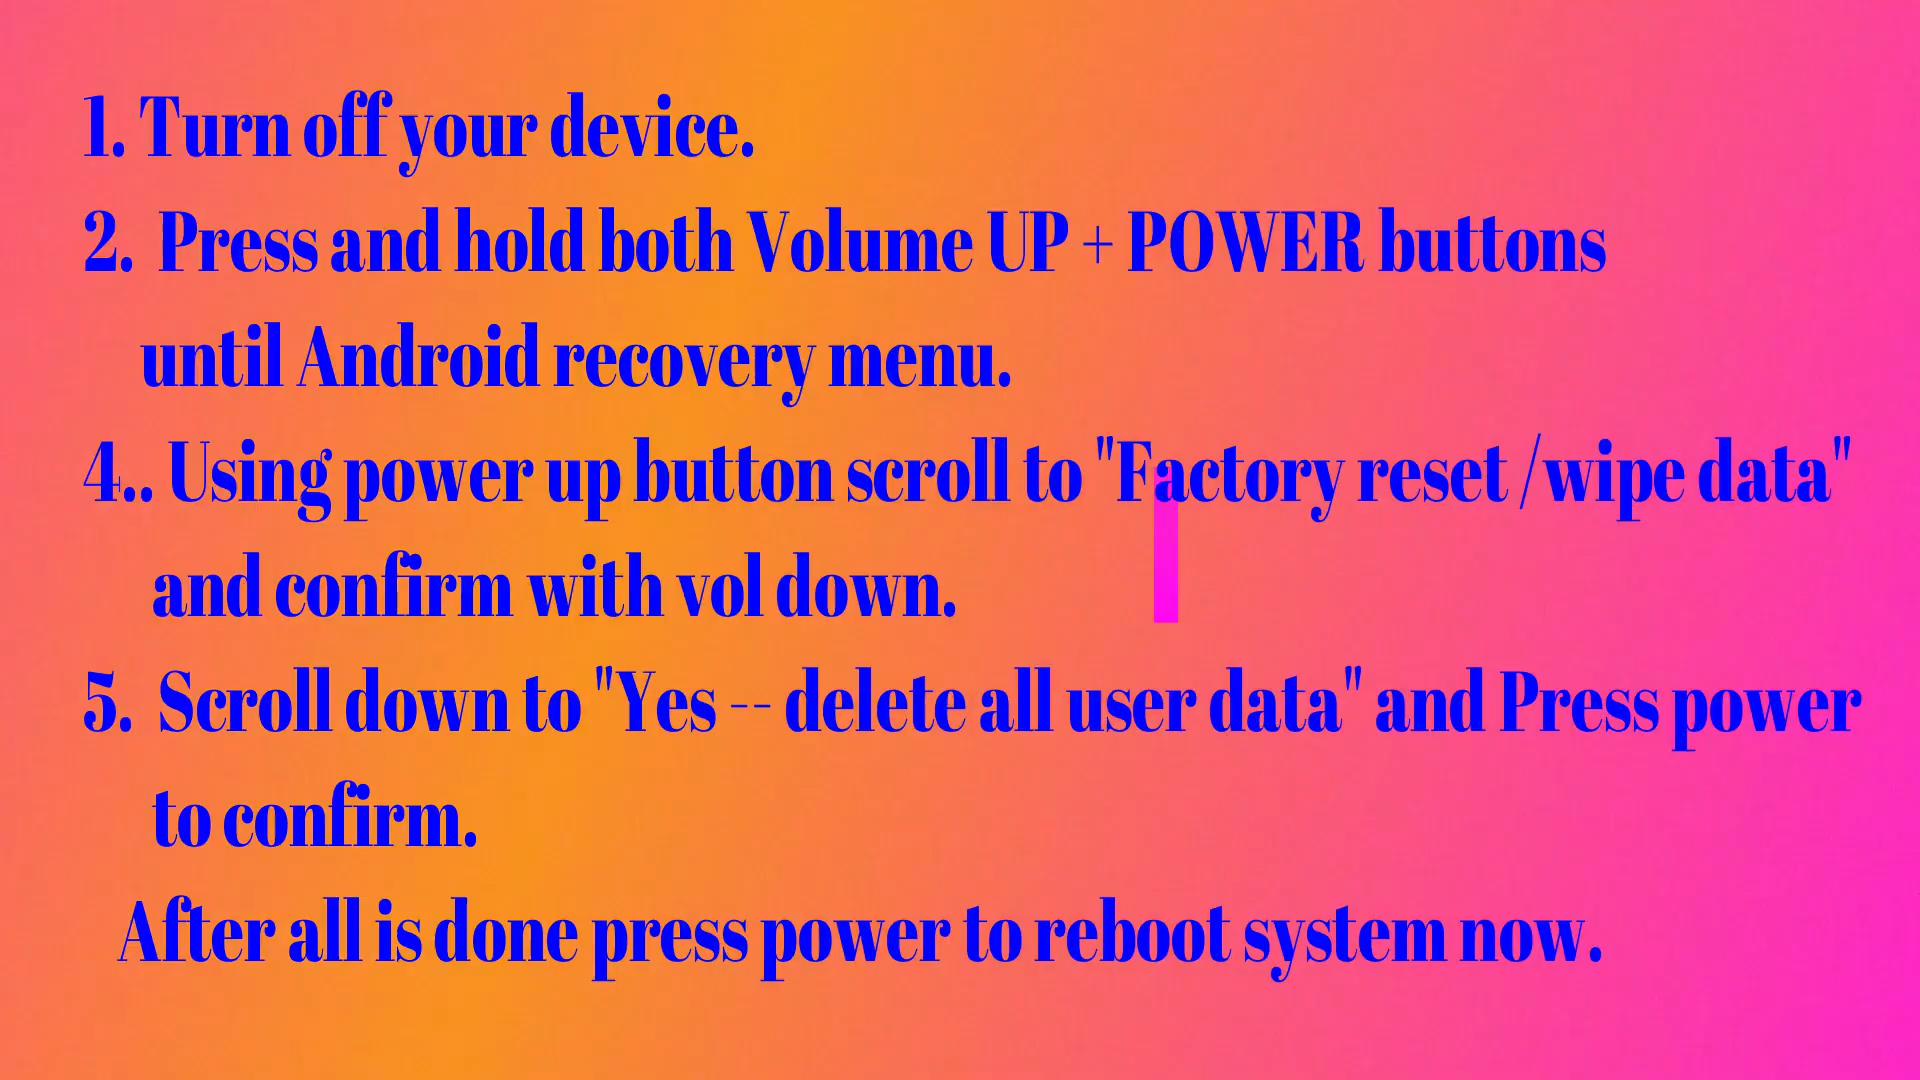 1. Turn off your device.
2. Press and hold both Volume UP + POWER buttons
until Android recovery menu.
4.. Using power up button scroll to "Factory reset /wipe data"
and confirm with vol down.
5. Scroll down to "Yes -- delete all user data" and Press power
to confirm.
After all is done press power to reboot system now.